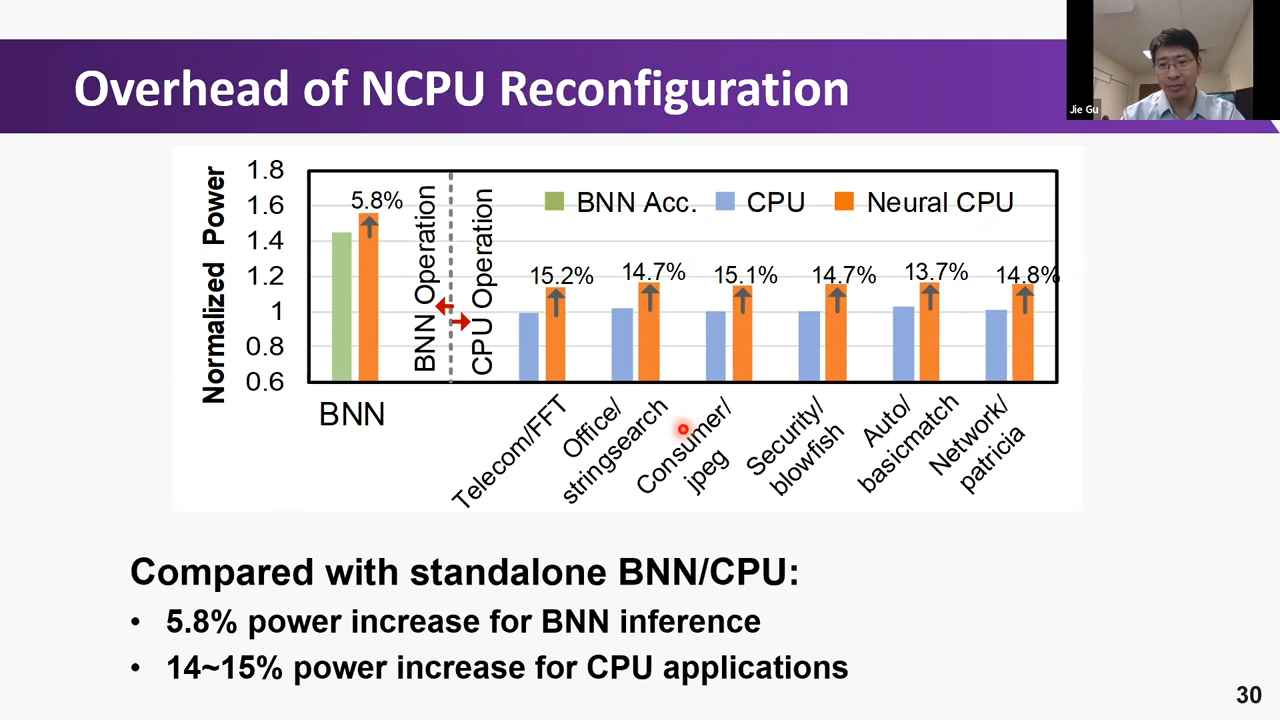 Overhead of NCPU Reconfiguration
Jie Gu
Normalized Power
1.8
1.6
1.4
1.2
1
0.8
0.6
5.8%
BNN Operation
CPU Operation
BNN Acc.
CPU
Neural CPU
15.2%
14.7%
15.1%
14.7%
13.7%
14.8%
BNN
Telecom/FFT
Office/
stringsearch
Consumer/
jpeg
Security/
blowfish
Auto/
basicmatch
Network/
patricia
Compared with standalone BNN/CPU:
• 5.8% power increase for BNN inference
• 14~15% power increase for CPU applications
30